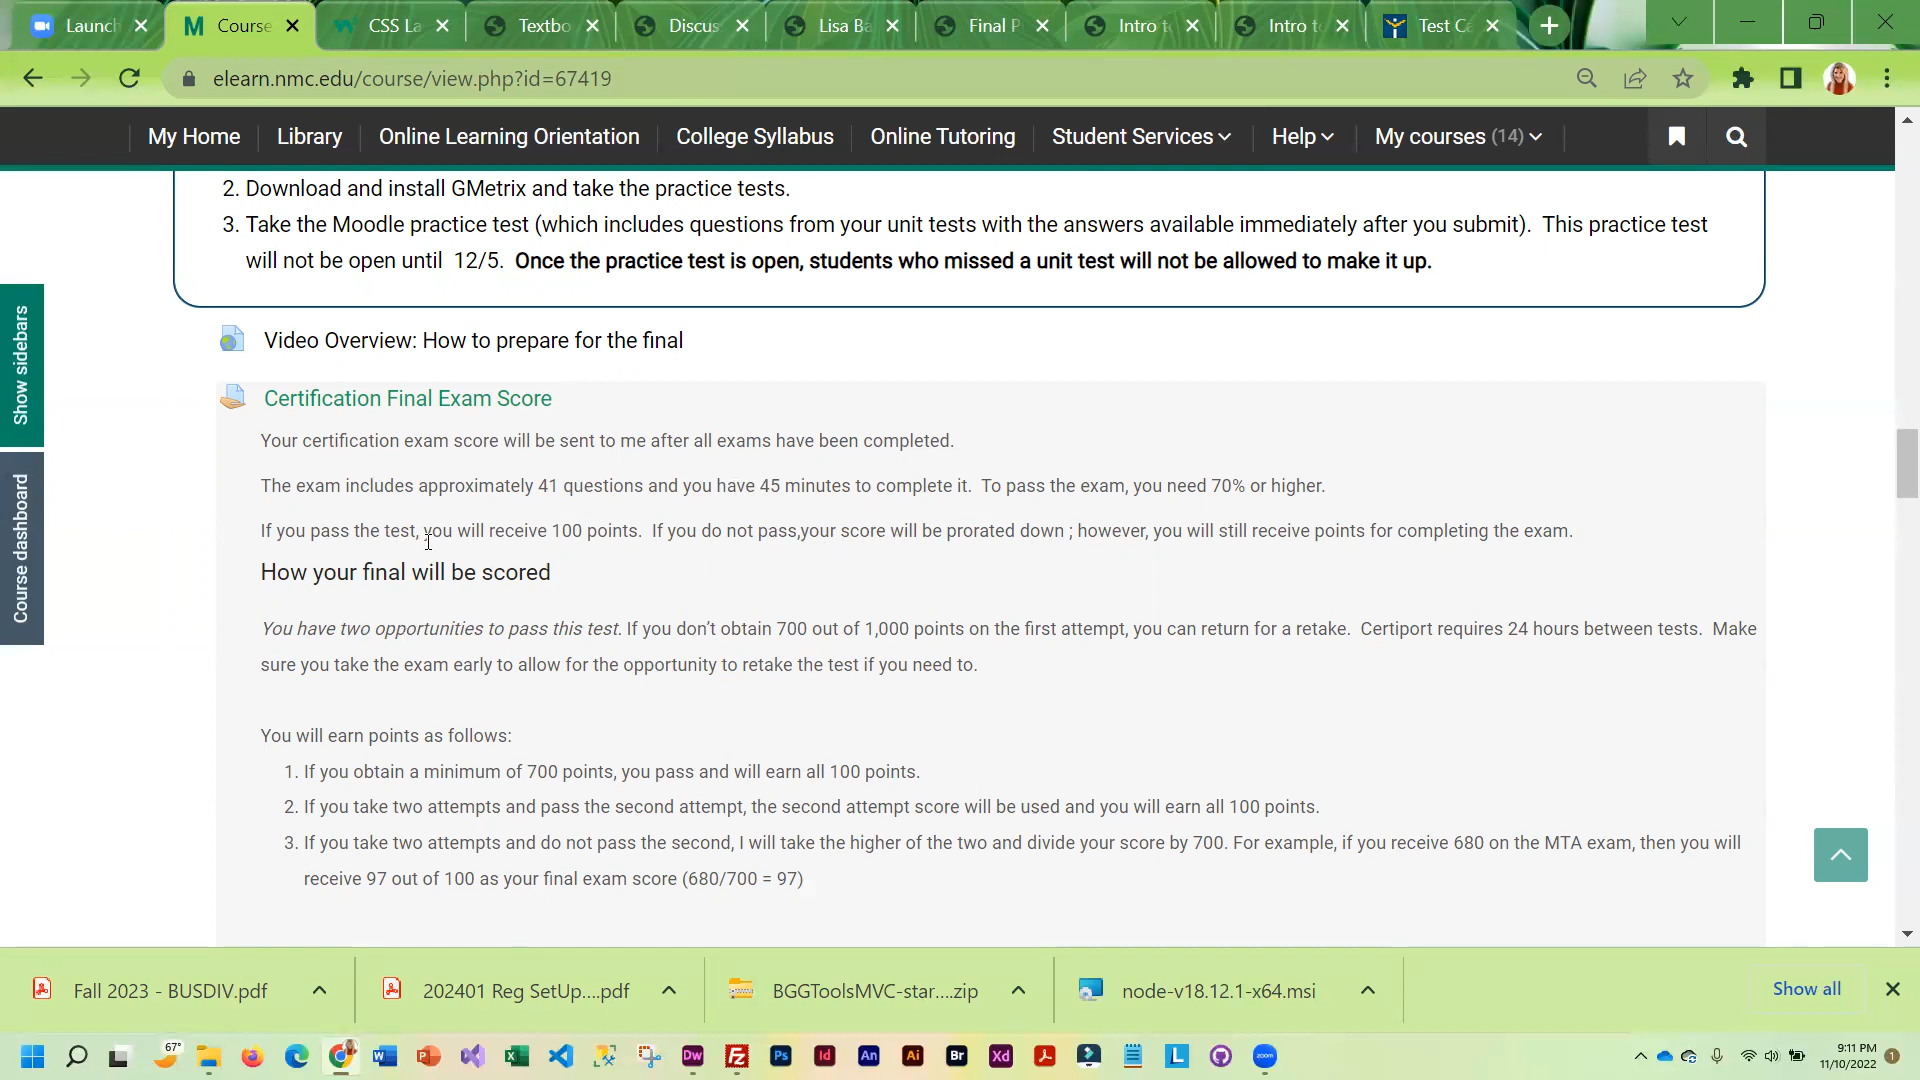 Launch
Course
CSS La
Textbo
Discus
Lisa Ba
Final P
Intro t
Intro t
Test Ca
elearn.nmc.edu/course/view.php?id=67419
My Home
Library
Online Learning Orientation
College Syllabus
Online Tutoring
Student Services
Help
My courses (14)
2. Download and install GMetrix and take the practice tests.
3. Take the Moodle practice test (which includes questions from your unit tests with the answers available immediately after you submit). This practice test
will not be open until 12/5. Once the practice test is open, students who missed a unit test will not be allowed to make it up.
Show sidebars
Course dashboard
Video Overview: How to prepare for the final
Certification Final Exam Score
Your certification exam score will be sent to me after all exams have been completed.
The exam includes approximately 41 questions and you have 45 minutes to complete it. To pass the exam, you need 70% or higher.
If you pass the test, you will receive 100 points. If you do not pass,your score will be prorated down ; however, you will still receive points for completing the exam.
How your final will be scored
You have two opportunities to pass this test. If you don't obtain 700 out of 1,000 points on the first attempt, you can return for a retake. Certiport requires 24 hours between tests. Make
sure you take the exam early to allow for the opportunity to retake the test if you need to.
You will earn points as follows:
1. If you obtain a minimum of 700 points, you pass and will earn all 100 points.
2. If you take two attempts and pass the second attempt, the second attempt score will be used and you will earn all 100 points.
3. If you take two attempts and do not pass the second, I will take the higher of the two and divide your score by 700. For example, if you receive 680 on the MTA exam, then you will
receive 97 out of 100 as your final exam score (680/700 = 97)
Fall 2023 - BUSDIV.pdf
202401 Reg SetUp....pdf
BGGToolsMVC-star....zip
node-v18.12.1-x64.msi
Show all
67°
9:11 PM
11/10/2022
1